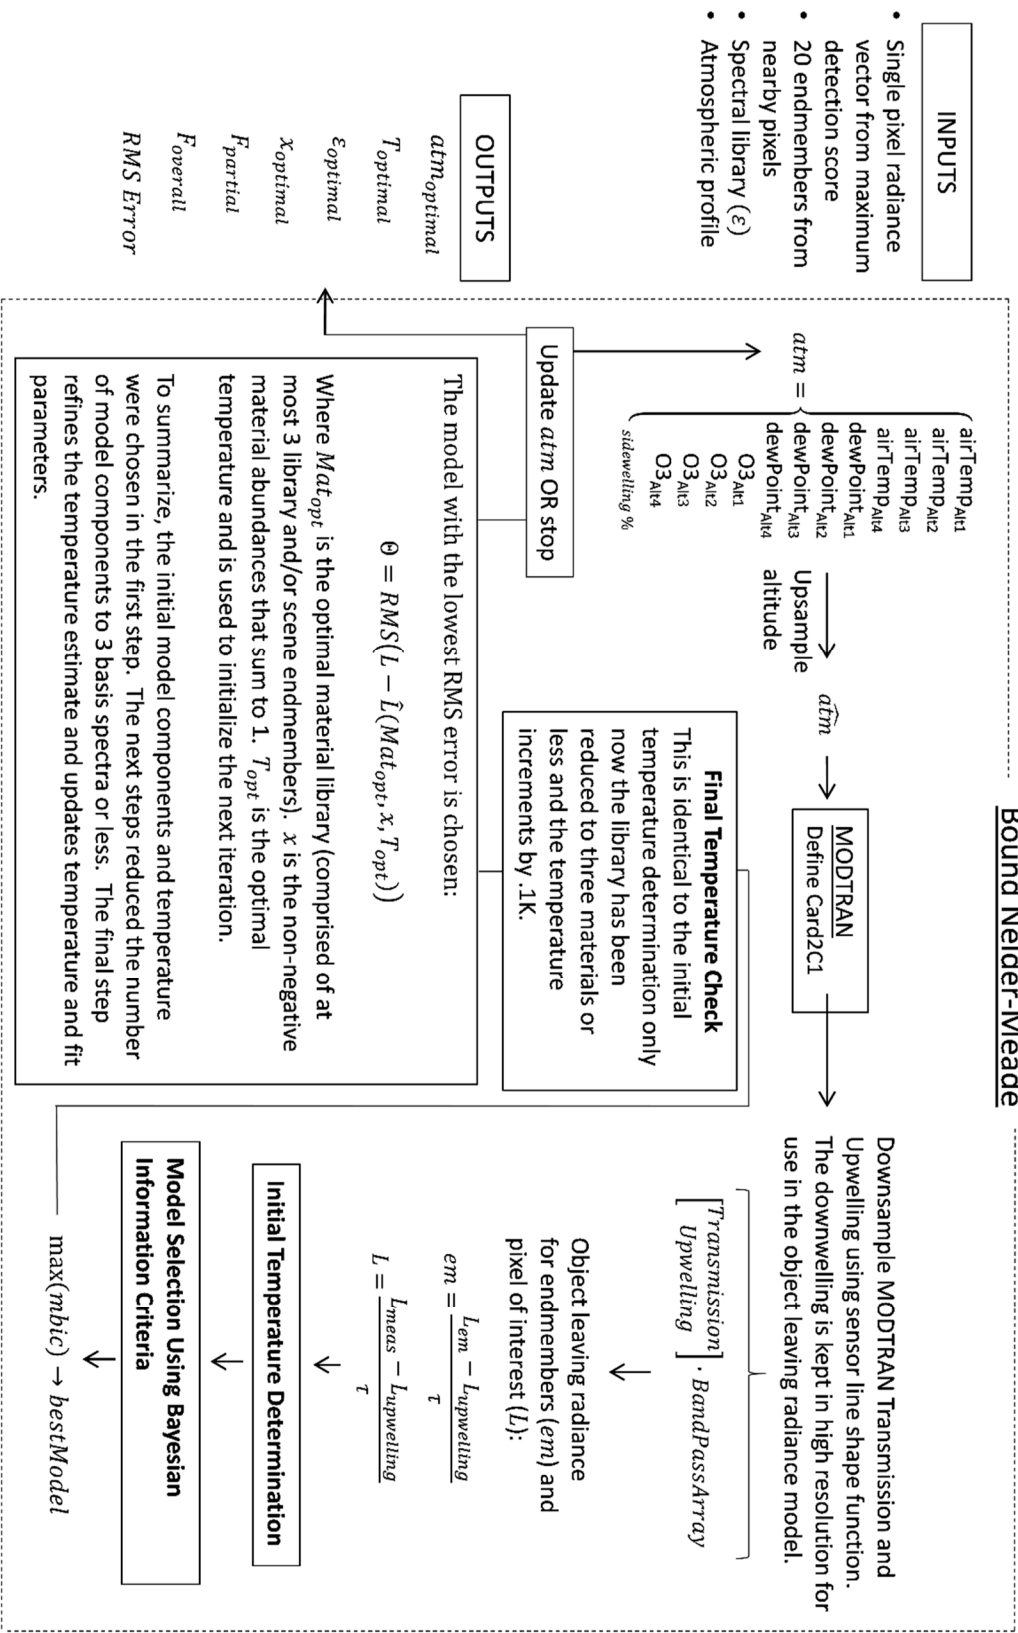 Bound Nelder-Meade
INPUTS
• Single pixel radiance
vector from maximum
detection score
• 20 endmembers from
nearby pixels
• Spectral library (ε)
• Atmospheric profile
OUTPUTS
atm_optimal
T_optimal
ε_optimal
x_optimal
F_partial
F_overall
RMS Error
atm =
airTemp_Alt1
airTemp_Alt2
airTemp_Alt3
airTemp_Alt4
dewPoint_Alt1
dewPoint_Alt2
dewPoint_Alt3
dewPoint_Alt4
O3_Alt1
O3_Alt2
O3_Alt3
O3_Alt4
sidewelling %
Upsample
altitude
\widehat{atm}
MODTRAN
Define Card2C1
Downsample MODTRAN Transmission and
Upwelling using sensor line shape function.
The downwelling is kept in high resolution for
use in the object leaving radiance model.
[Transmission
Upwelling] · BandPassArray
Object leaving radiance
for endmembers (em) and
pixel of interest (L):
em = (L_em − L_upwelling) / τ
L = (L_meas − L_upwelling) / τ
Initial Temperature Determination
Model Selection Using Bayesian
Information Criteria
max(mbic) → bestModel
Final Temperature Check
This is identical to the initial
temperature determination only
now the library has been
reduced to three materials or
less and the temperature
increments by .1K.
Update atm OR stop
The model with the lowest RMS error is chosen:
Θ = RMS(L − L̂(Mat_opt, x, T_opt))
Where Mat_opt is the optimal material library (comprised of at
most 3 library and/or scene endmembers). x is the non-negative
material abundances that sum to 1. T_opt is the optimal
temperature and is used to initialize the next iteration.
To summarize, the initial model components and temperature
were chosen in the first step. The next steps reduced the number
of model components to 3 basis spectra or less. The final step
refines the temperature estimate and updates temperature and fit
parameters.